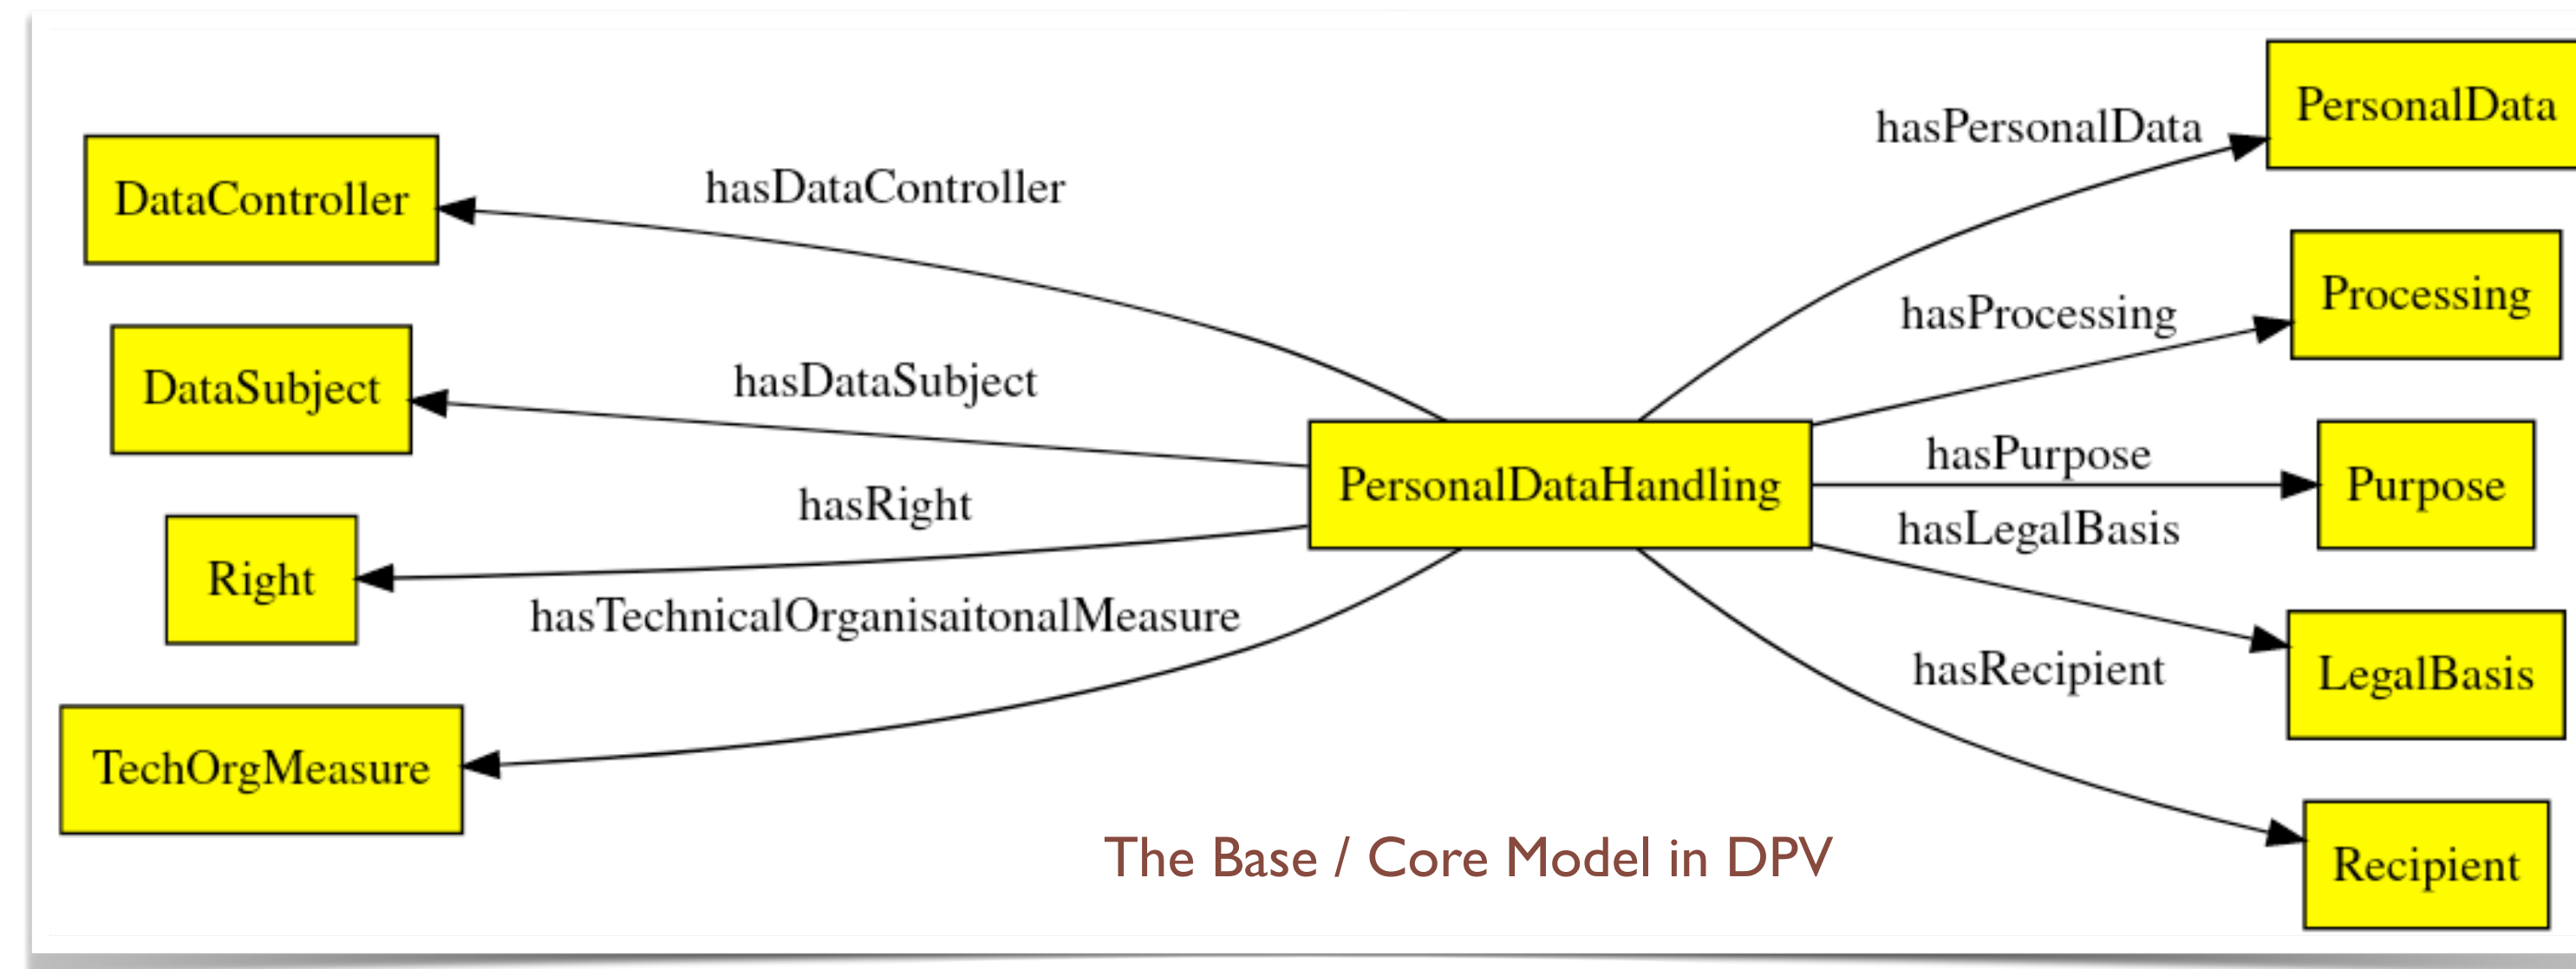 hasPersonalData
PersonalData
DataController
hasDataController
hasProcessing
Processing
DataSubject
hasDataSubject
PersonalDataHandling
hasPurpose
Purpose
Right
hasRight
hasLegalBasis
LegalBasis
hasTechnicalOrganisaitonalMeasure
TechOrgMeasure
hasRecipient
Recipient
The Base / Core Model in DPV